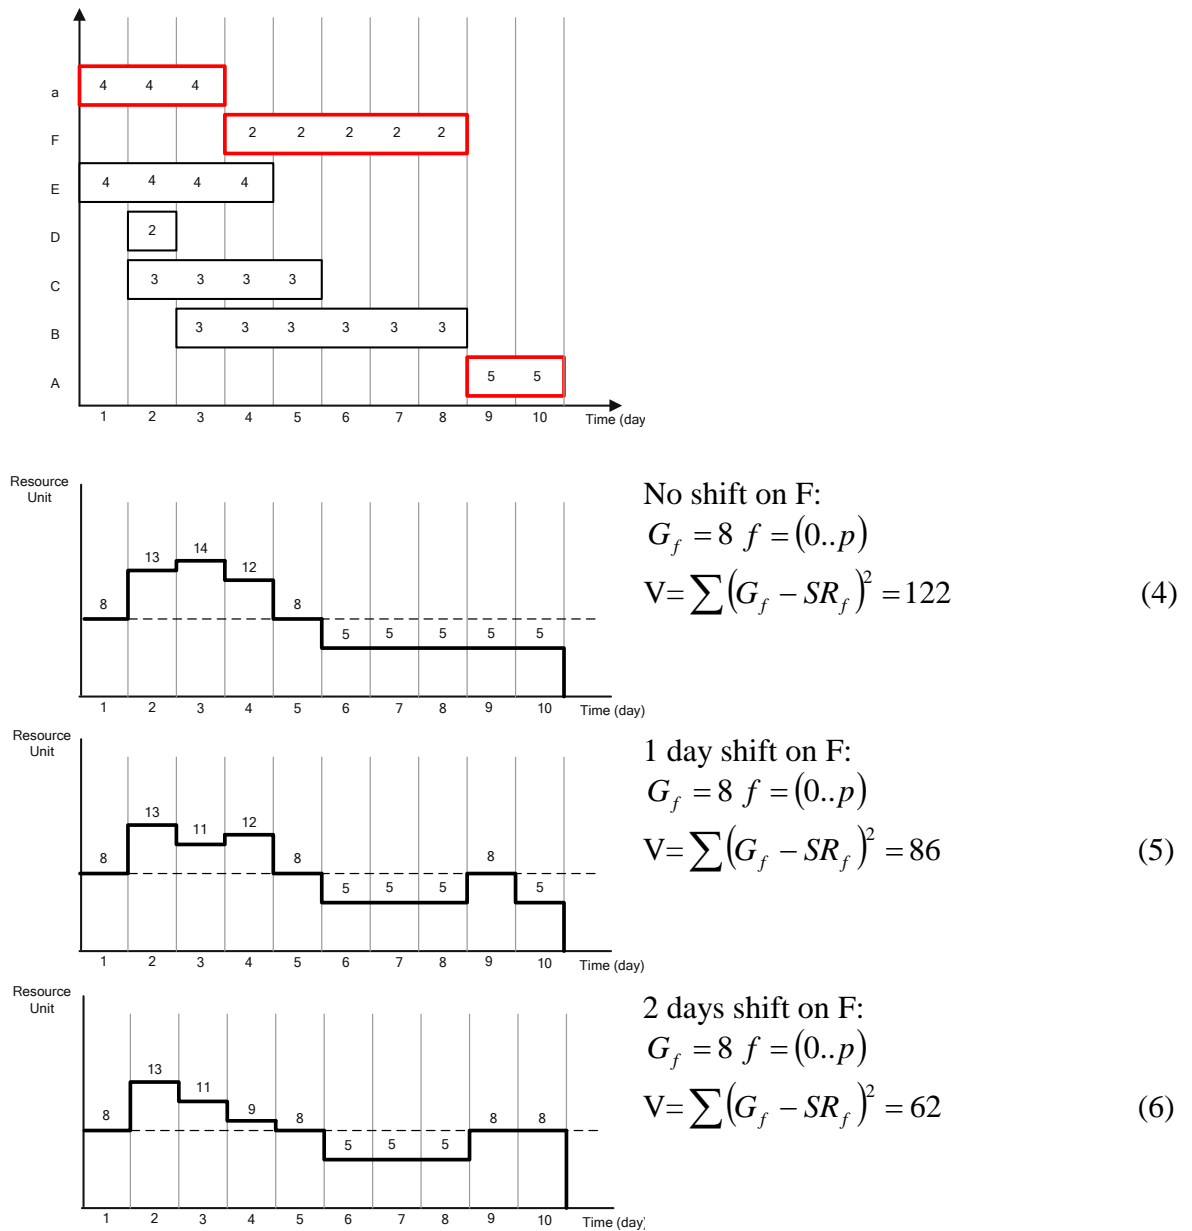 a 4 4 4
F 2 2 2 2 2
E 4 4 4 4
D 2
C 3 3 3 3
B 3 3 3 3 3 3
A 5 5
1 2 3 4 5 6 7 8 9 10 Time (day
Resource
Unit
8 13 14 12 8 5 5 5 5 5
1 2 3 4 5 6 7 8 9 10 Time (day)
No shift on F:
G_f = 8 f = (0..p)
V=∑(G_f − SR_f)² = 122 (4)
Resource
Unit
8 13 11 12 8 5 5 5 8 5
1 2 3 4 5 6 7 8 9 10 Time (day)
1 day shift on F:
G_f = 8 f = (0..p)
V=∑(G_f − SR_f)² = 86 (5)
Resource
Unit
8 13 11 9 8 5 5 5 8 8
1 2 3 4 5 6 7 8 9 10 Time (day)
2 days shift on F:
G_f = 8 f = (0..p)
V=∑(G_f − SR_f)² = 62 (6)